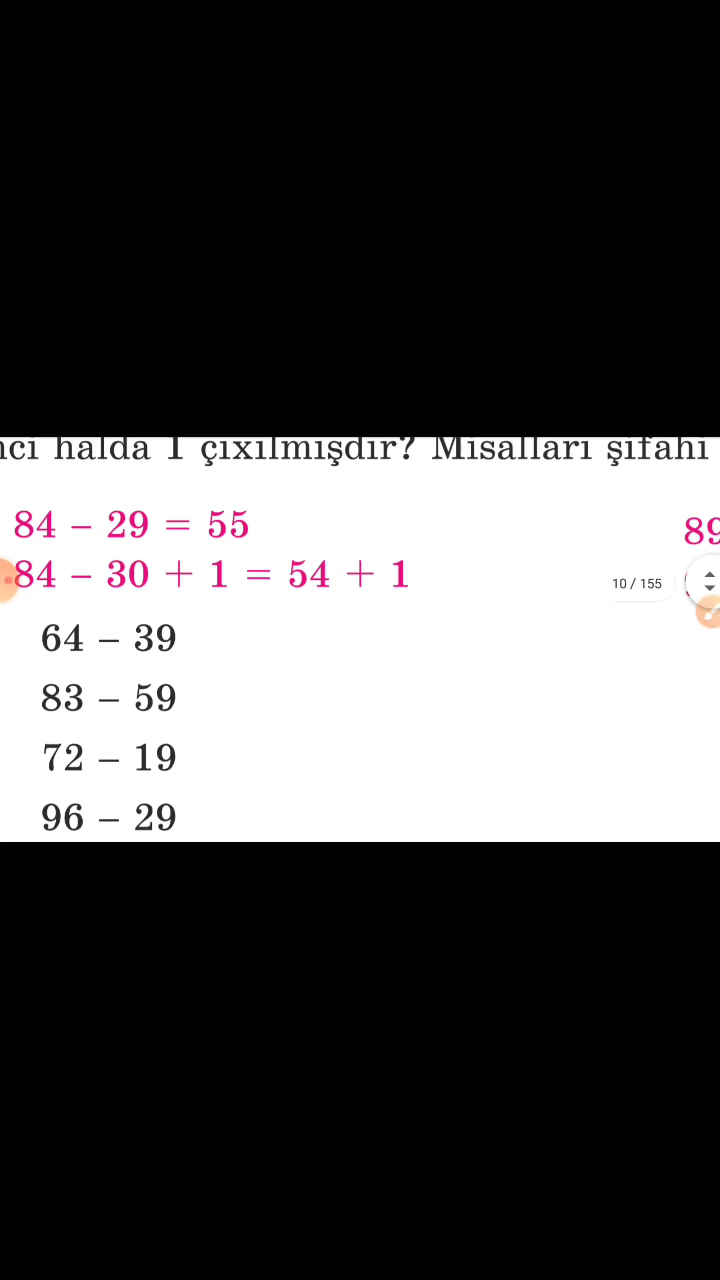 halda 1 çıxılmışdır? Misalları şifahi
84 – 29 = 55
89
84 – 30 + 1 = 54 + 1
10 / 155
64 – 39
83 – 59
72 – 19
96 – 29